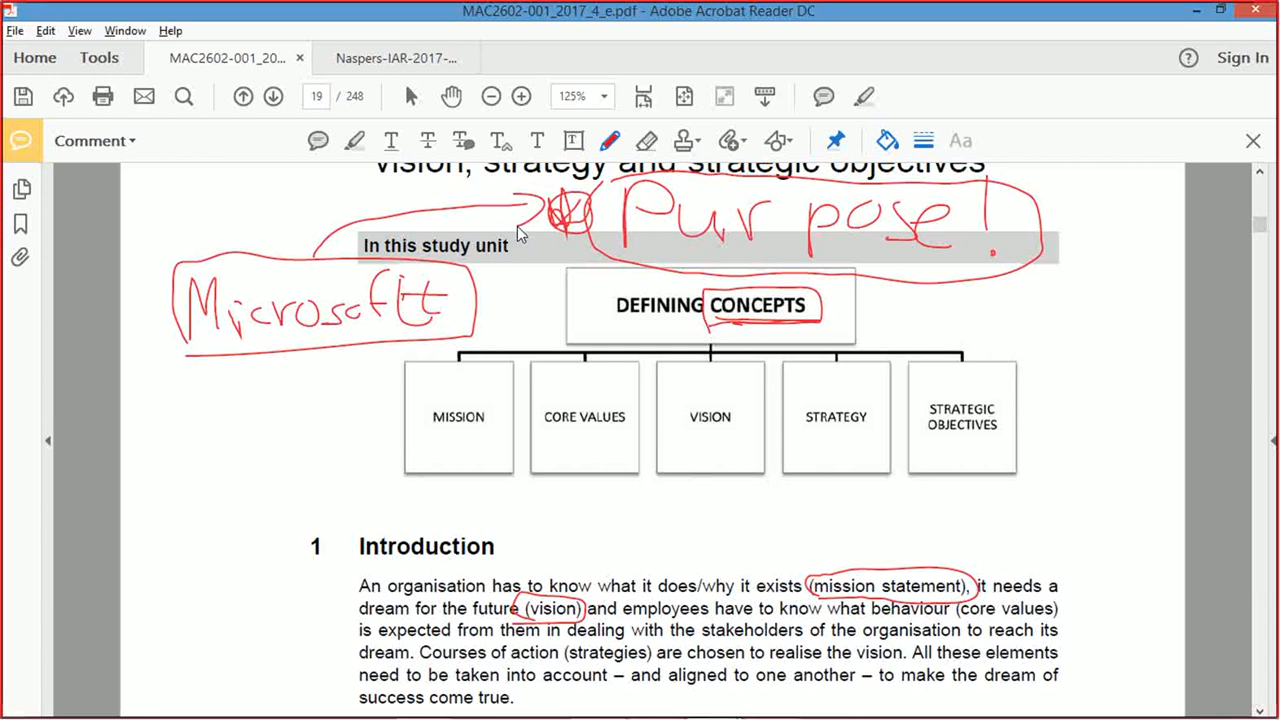 MAC2602-001_2017_4_e.pdf - Adobe Acrobat Reader DC
File Edit View Window Help
Home Tools MAC2602-001_20... × Naspers-IAR-2017-... ? Sign In
19 / 248 125%
Comment T T T T T T Aa
Vision, strategy and strategic objectives
Purpose!
In this study unit
Microsoftt
DEFINING CONCEPTS
MISSION CORE VALUES VISION STRATEGY STRATEGIC
OBJECTIVES
1 Introduction
An organisation has to know what it does/why it exists (mission statement), it needs a
dream for the future (vision) and employees have to know what behaviour (core values)
is expected from them in dealing with the stakeholders of the organisation to reach its
dream. Courses of action (strategies) are chosen to realise the vision. All these elements
need to be taken into account – and aligned to one another – to make the dream of
success come true.